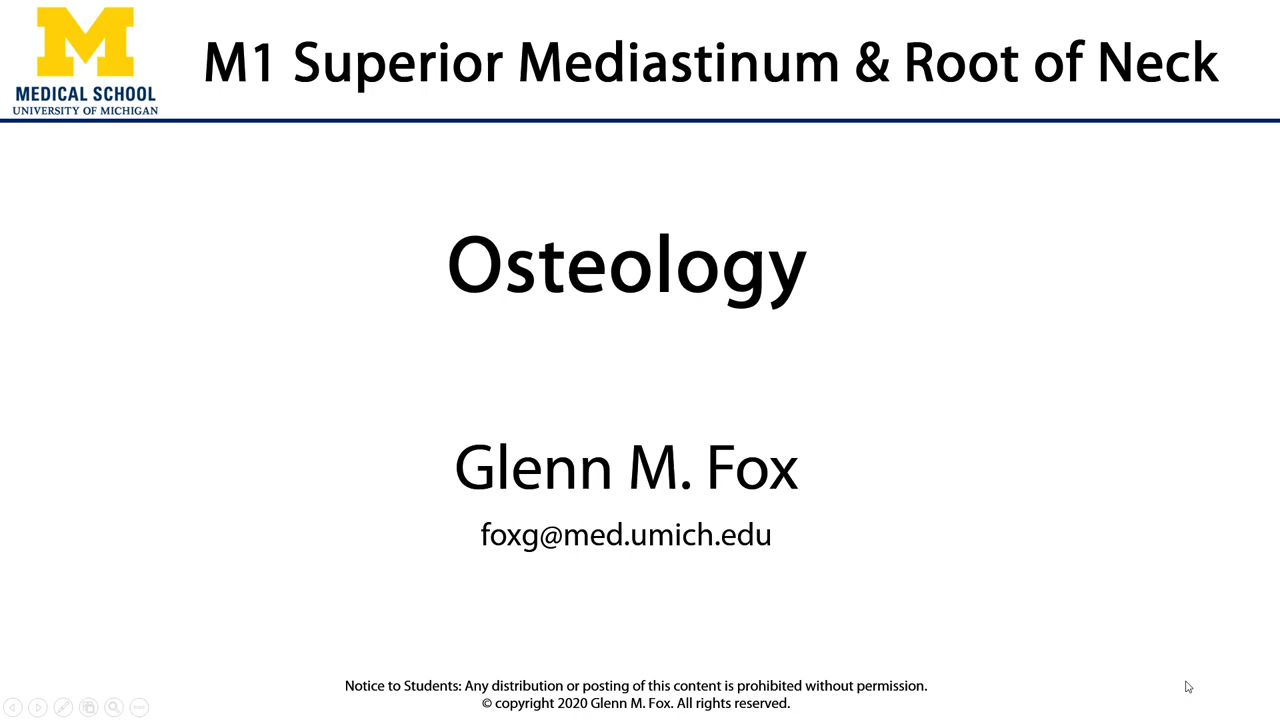 M
MEDICAL SCHOOL
UNIVERSITY OF MICHIGAN
M1 Superior Mediastinum & Root of Neck
Osteology
Glenn M. Fox
foxg@med.umich.edu
Notice to Students: Any distribution or posting of this content is prohibited without permission.
© copyright 2020 Glenn M. Fox. All rights reserved.